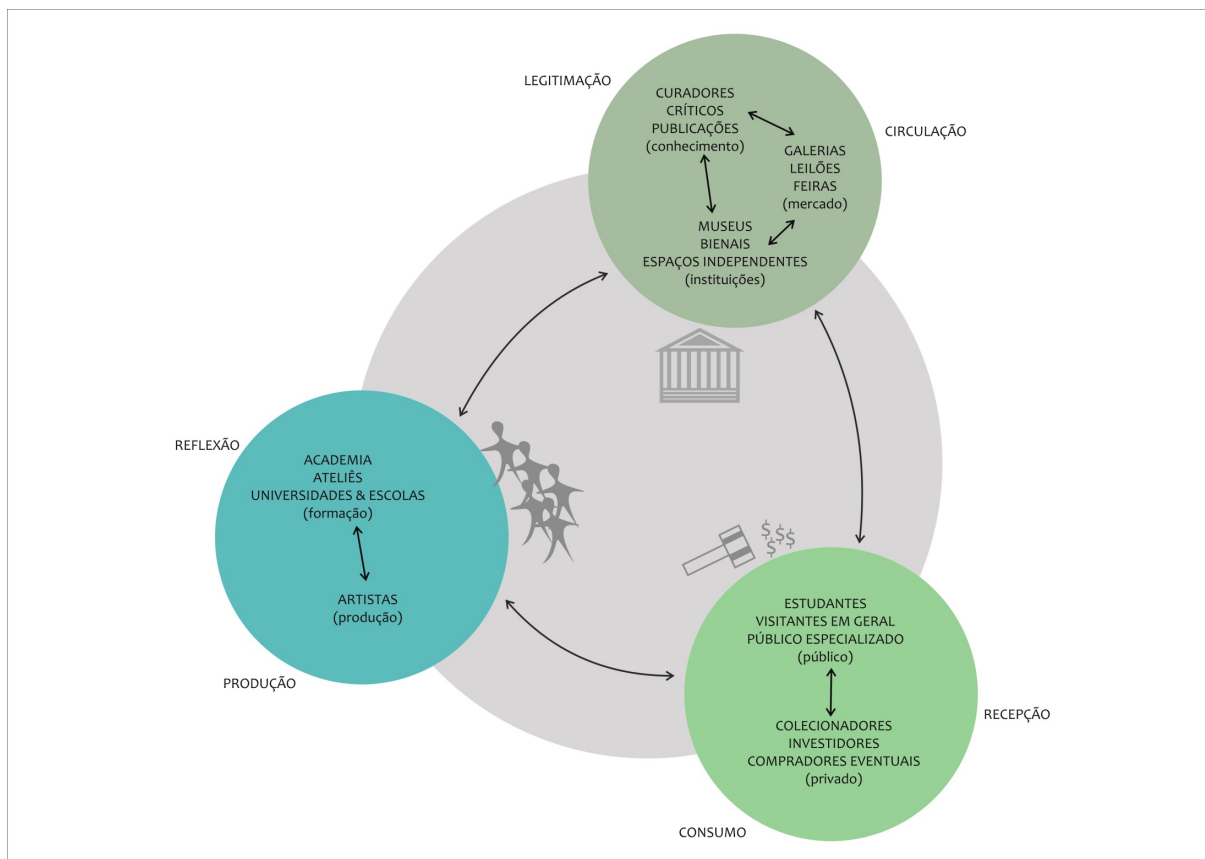 LEGITIMAÇÃO
CURADORES
CRÍTICOS
PUBLICAÇÕES
(conhecimento)
CIRCULAÇÃO
GALERIAS
LEILÕES
FEIRAS
(mercado)
MUSEUS
BIENAIS
ESPAÇOS INDEPENDENTES
(instituições)
REFLEXÃO
ACADEMIA
ATELIÊS
UNIVERSIDADES & ESCOLAS
(formação)
ARTISTAS
(produção)
PRODUÇÃO
$ $$$
$ $
ESTUDANTES
VISITANTES EM GERAL
PÚBLICO ESPECIALIZADO
(público)
RECEPÇÃO
COLECIONADORES
INVESTIDORES
COMPRADORES EVENTUAIS
(privado)
CONSUMO